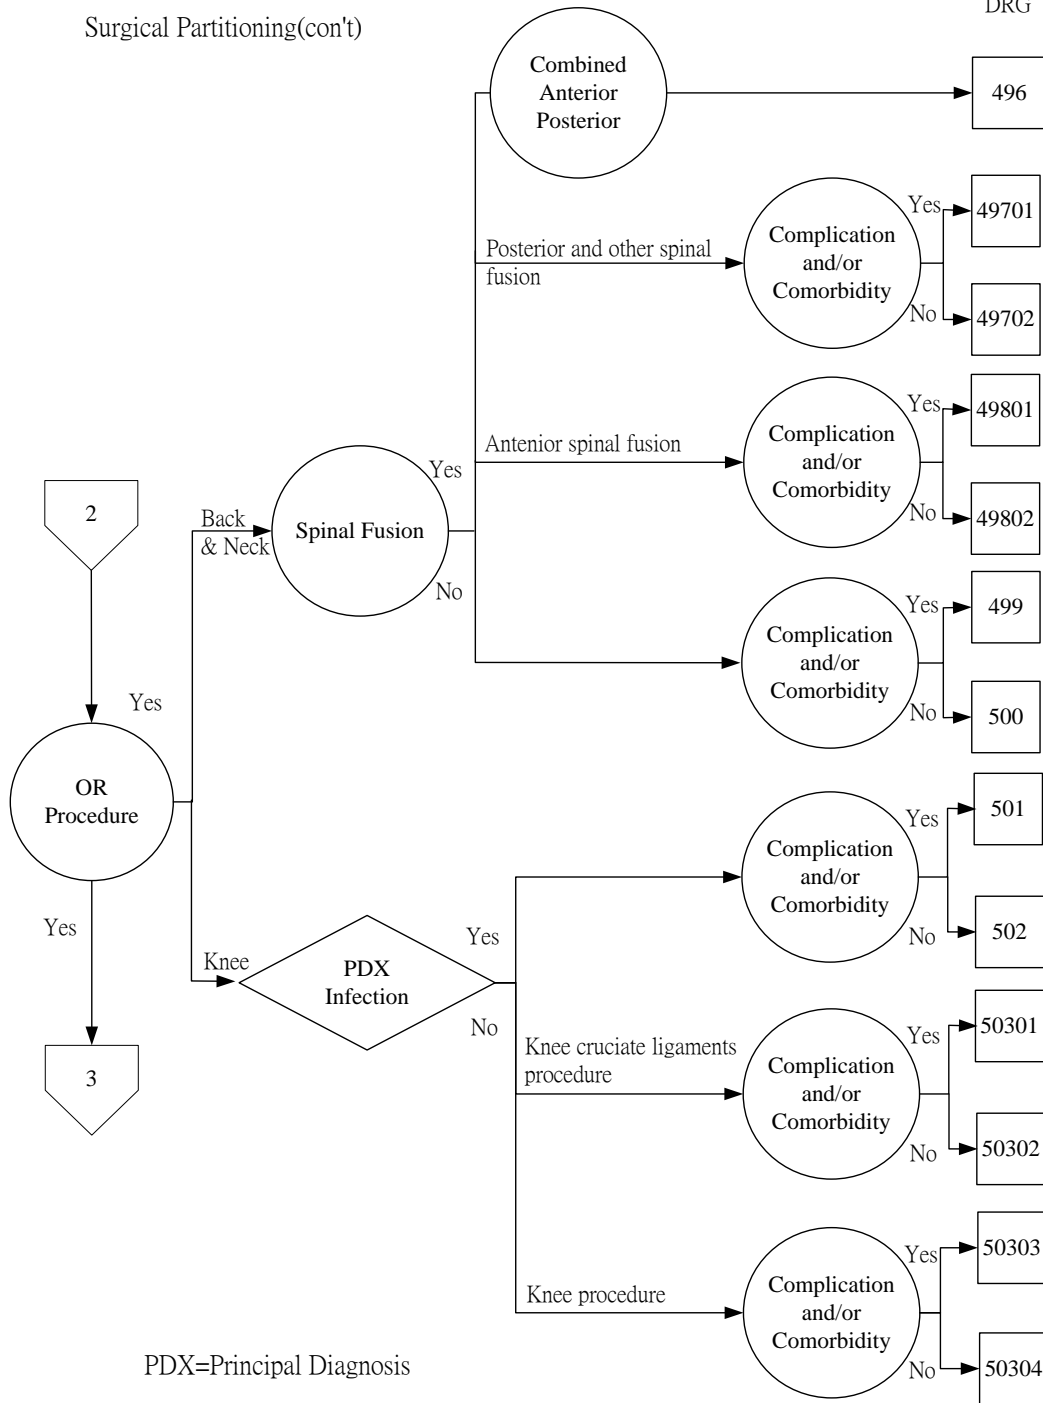 DRG
Surgical Partitioning(con't)
Combined
Anterior
Posterior
496
Posterior and other spinal
fusion
Complication
and/or
Comorbidity
Yes
49701
No
49702
Antenior spinal fusion
Complication
and/or
Comorbidity
Yes
49801
No
49802
2
Back
& Neck
Spinal Fusion
Yes
No
Complication
and/or
Comorbidity
Yes
499
No
500
Yes
OR
Procedure
Yes
3
Knee
PDX
Infection
Yes
No
Complication
and/or
Comorbidity
Yes
501
No
502
Knee cruciate ligaments
procedure
Complication
and/or
Comorbidity
Yes
50301
No
50302
Knee procedure
Complication
and/or
Comorbidity
Yes
50303
No
50304
PDX=Principal Diagnosis